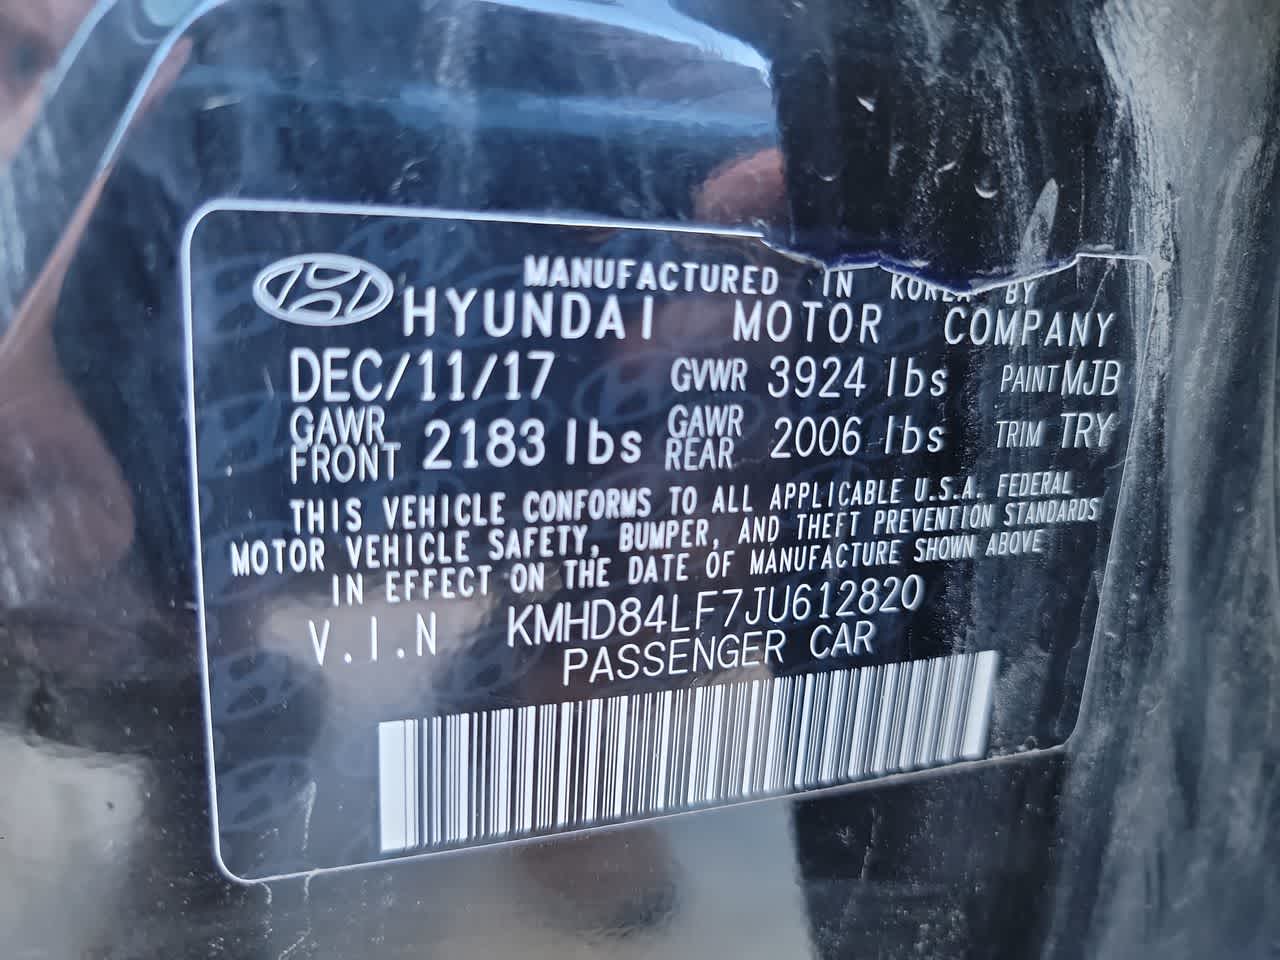 MANUFACTURED IN KOREA BY
HYUNDAI MOTOR COMPANY
DEC/11/17 GVWR 3924 lbs PAINT MJB
GAWR FRONT 2183 lbs GAWR REAR 2006 lbs TRIM TRY
THIS VEHICLE CONFORMS TO ALL APPLICABLE U.S.A. FEDERAL
MOTOR VEHICLE SAFETY, BUMPER, AND THEFT PREVENTION STANDARDS
IN EFFECT ON THE DATE OF MANUFACTURE SHOWN ABOVE
V.I.N KMHD84LF7JU612820
PASSENGER CAR